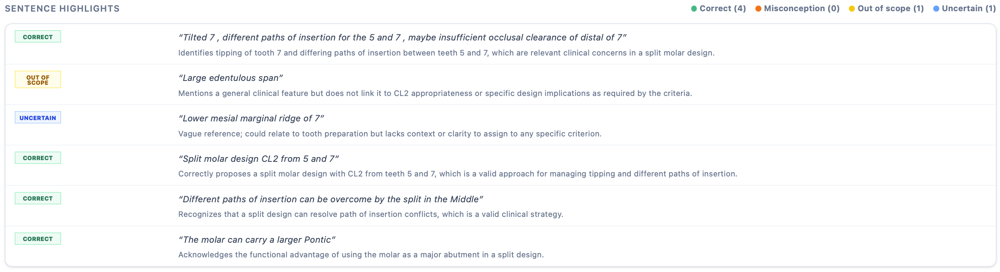 SENTENCE HIGHLIGHTS
Correct (4) Misconception (0) Out of scope (1) Uncertain (1)
CORRECT
“Tilted 7 , different paths of insertion for the 5 and 7 , maybe insufficient occlusal clearance of distal of 7”
Identifies tipping of tooth 7 and differing paths of insertion between teeth 5 and 7, which are relevant clinical concerns in a split molar design.
OUT OF
SCOPE
“Large edentulous span”
Mentions a general clinical feature but does not link it to CL2 appropriateness or specific design implications as required by the criteria.
UNCERTAIN
“Lower mesial marginal ridge of 7”
Vague reference; could relate to tooth preparation but lacks context or clarity to assign to any specific criterion.
CORRECT
“Split molar design CL2 from 5 and 7”
Correctly proposes a split molar design with CL2 from teeth 5 and 7, which is a valid approach for managing tipping and different paths of insertion.
CORRECT
“Different paths of insertion can be overcome by the split in the Middle”
Recognizes that a split design can resolve path of insertion conflicts, which is a valid clinical strategy.
CORRECT
“The molar can carry a larger Pontic”
Acknowledges the functional advantage of using the molar as a major abutment in a split design.